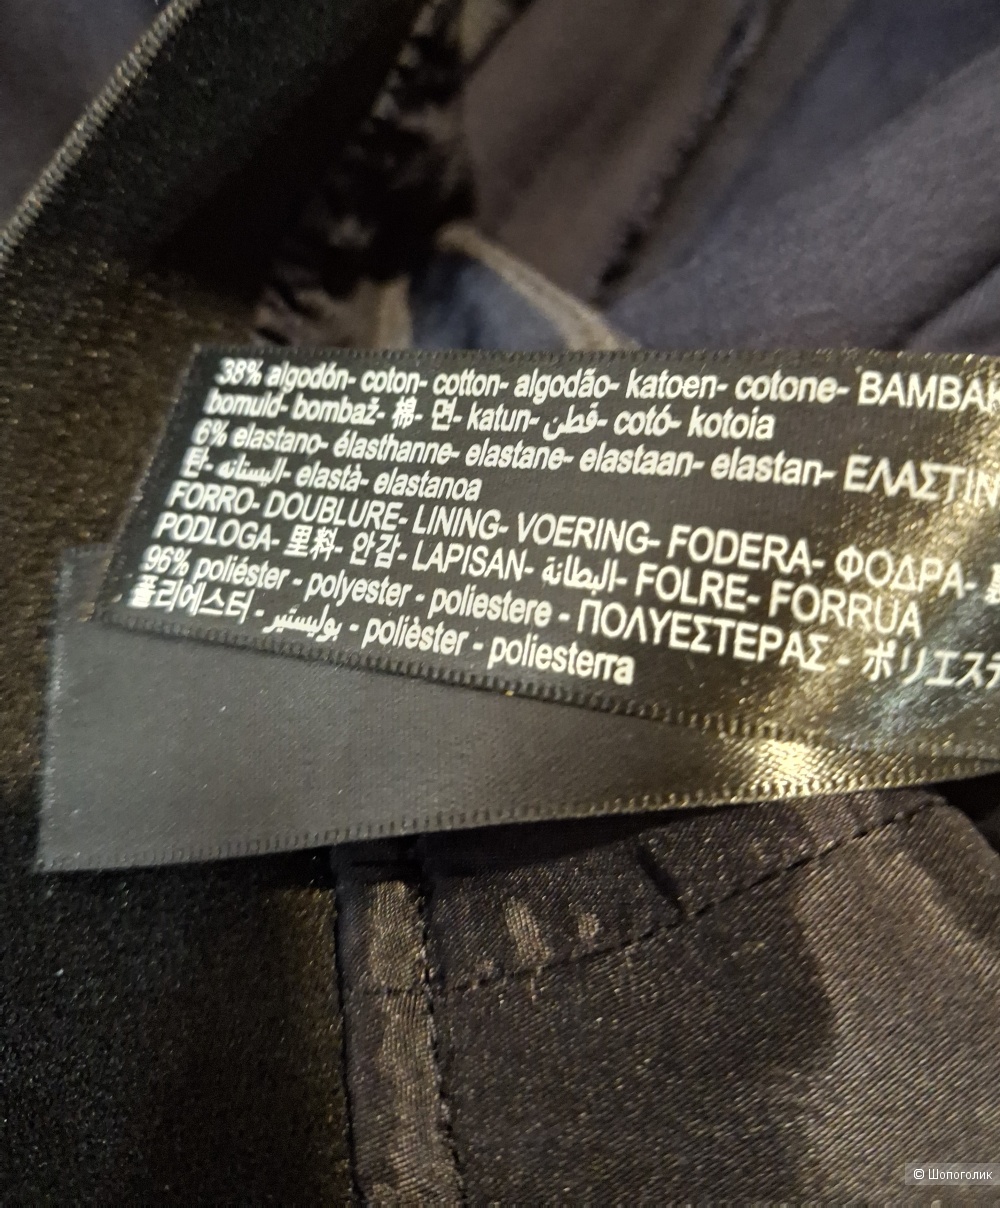 38% algodón- coton- cotton- algodão- katoen- cotone- BAMBAK
bomuld- bombaž- 棉- 면- katun- قطن- cotó- kotoia
6% elastano- élasthanne- elastane- elastaan- elastan- ΕΛΑΣΤΙΝ
탄- اليستانه- elastà- elastanoa
FORRO- DOUBLURE- LINING- VOERING- FODERA- ΦΟΔΡΑ-
PODLOGA- 里料- 안감- LAPISAN- البطانة- FOLRE- FORRUA
96% poliéster - polyester - poliestere - ΠΟΛΥΕΣΤΕΡΑΣ - ポリエステ
폴리에스터 - بوليستير - polièster - poliesterra
© Шопоголик